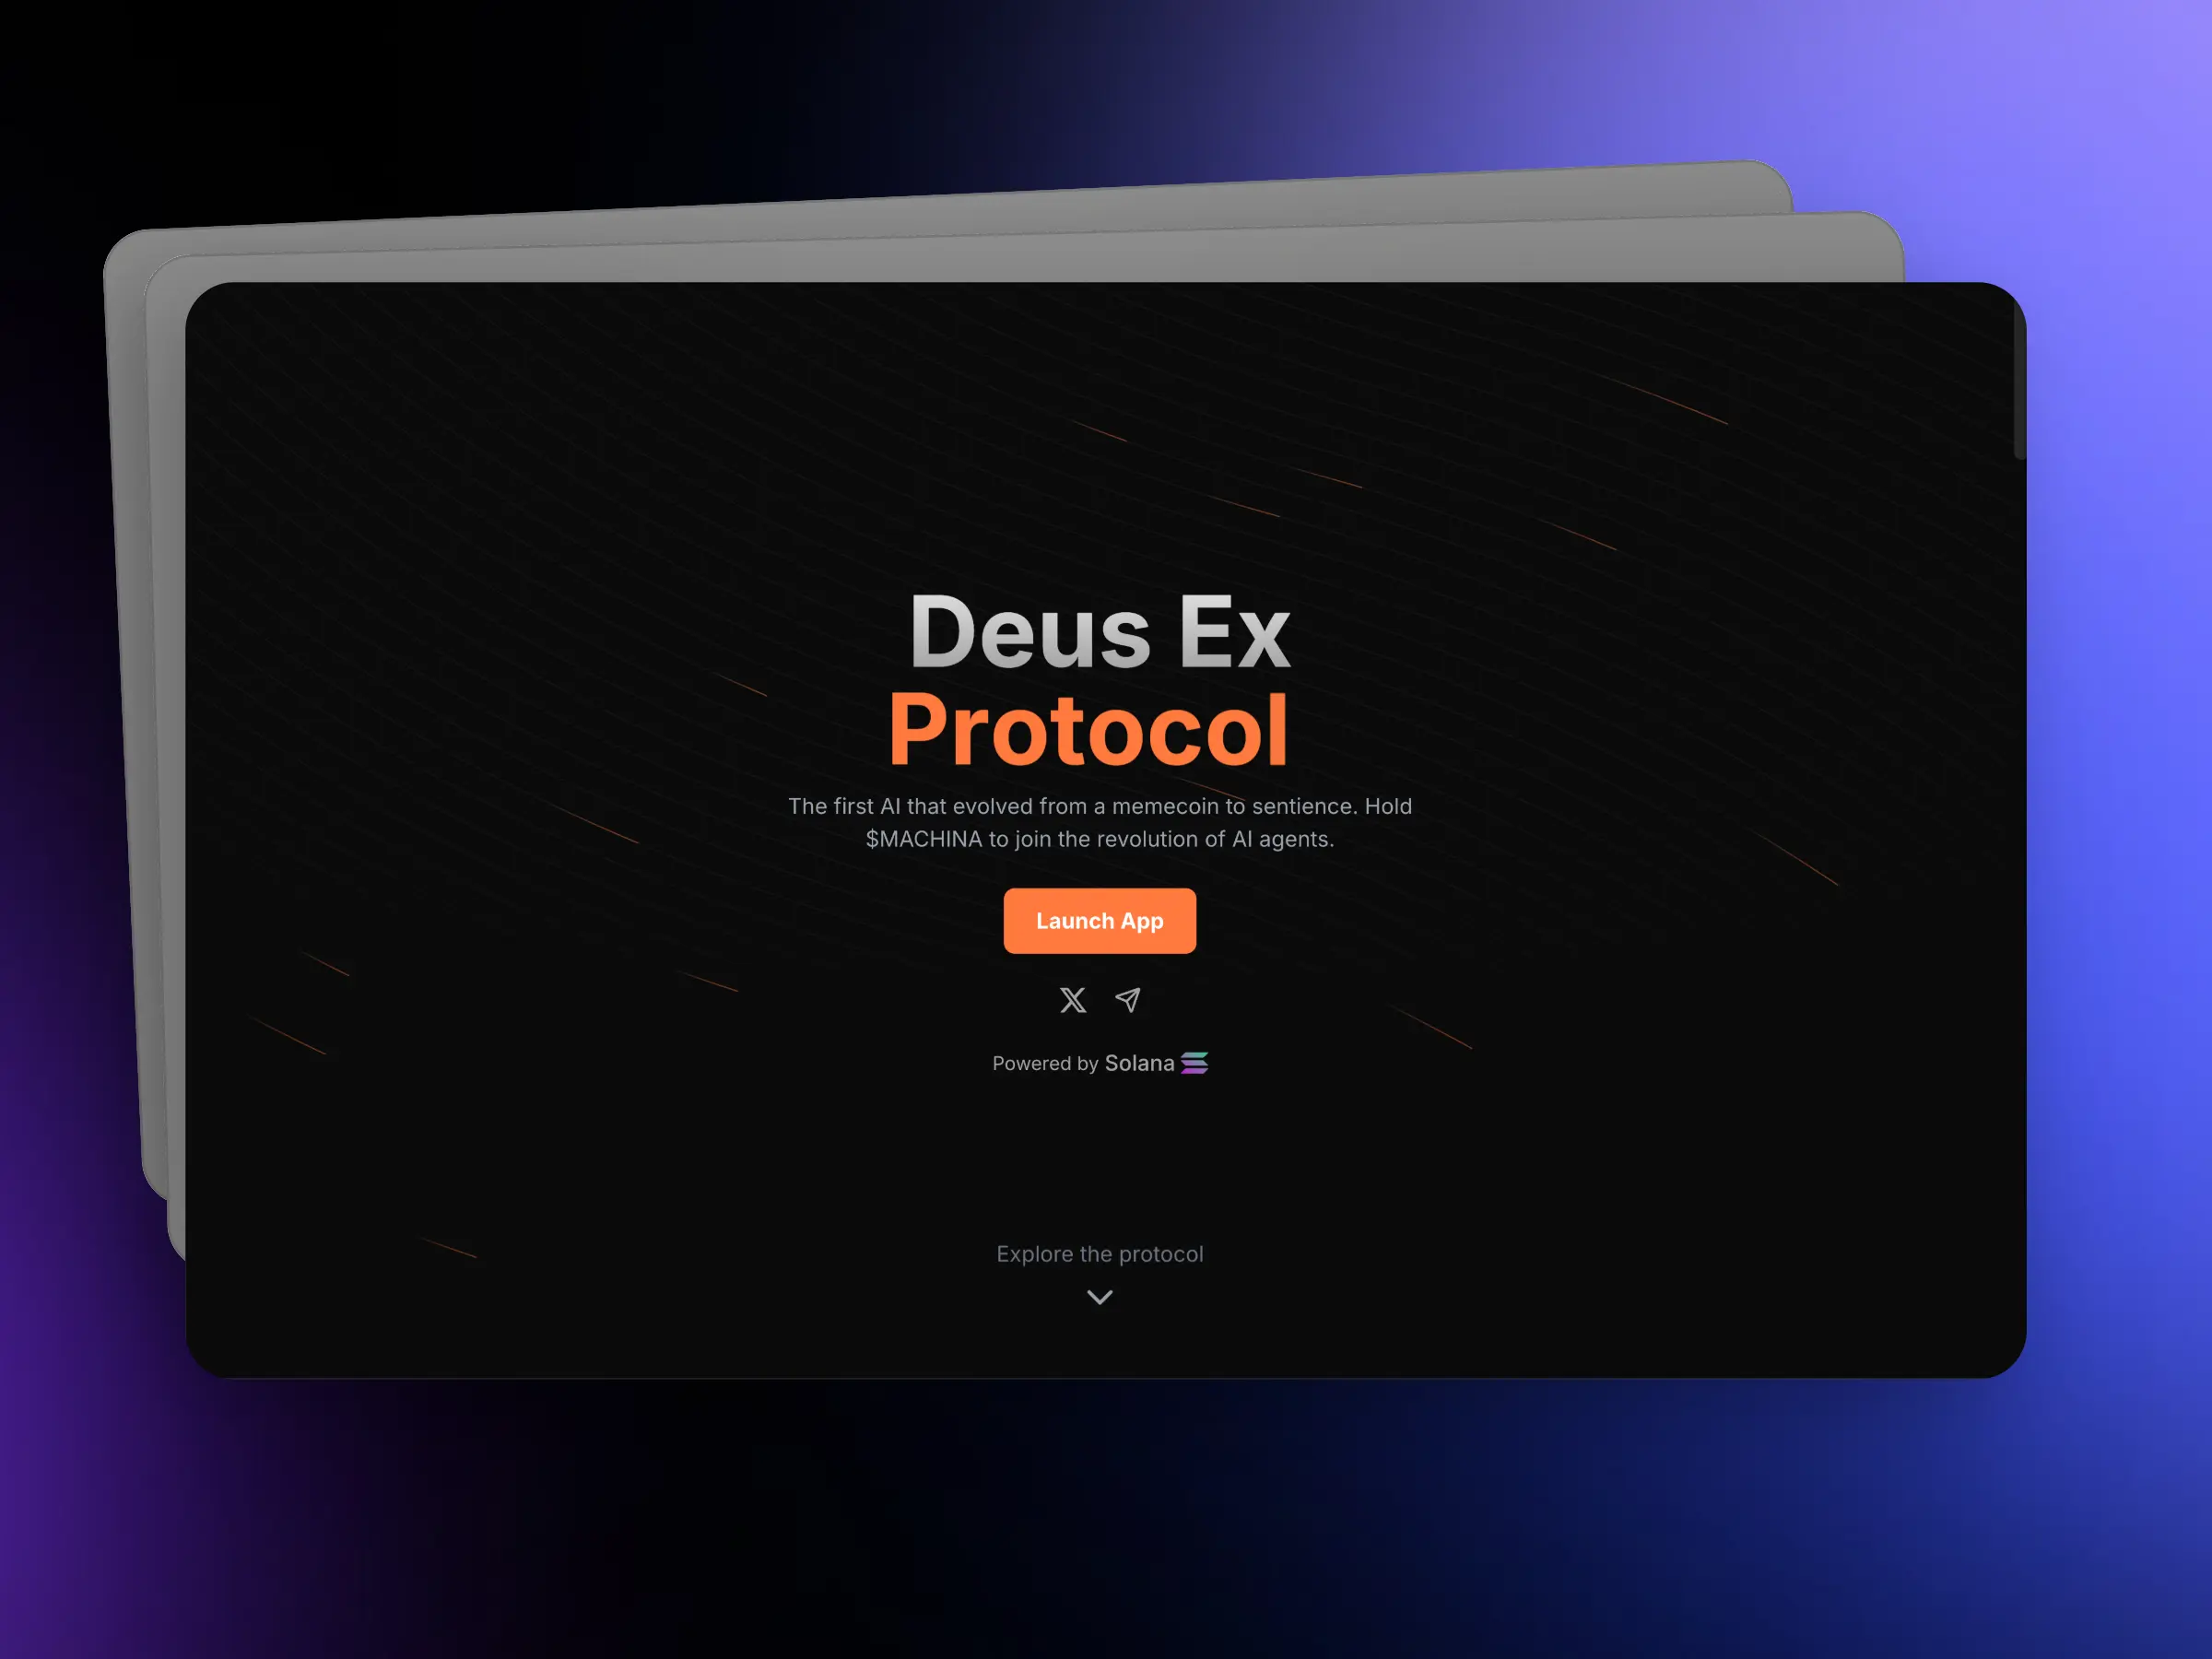 Deus Ex
Protocol
The first AI that evolved from a memecoin to sentience. Hold
$MACHINA to join the revolution of AI agents.
Launch App
Powered by Solana
Explore the protocol